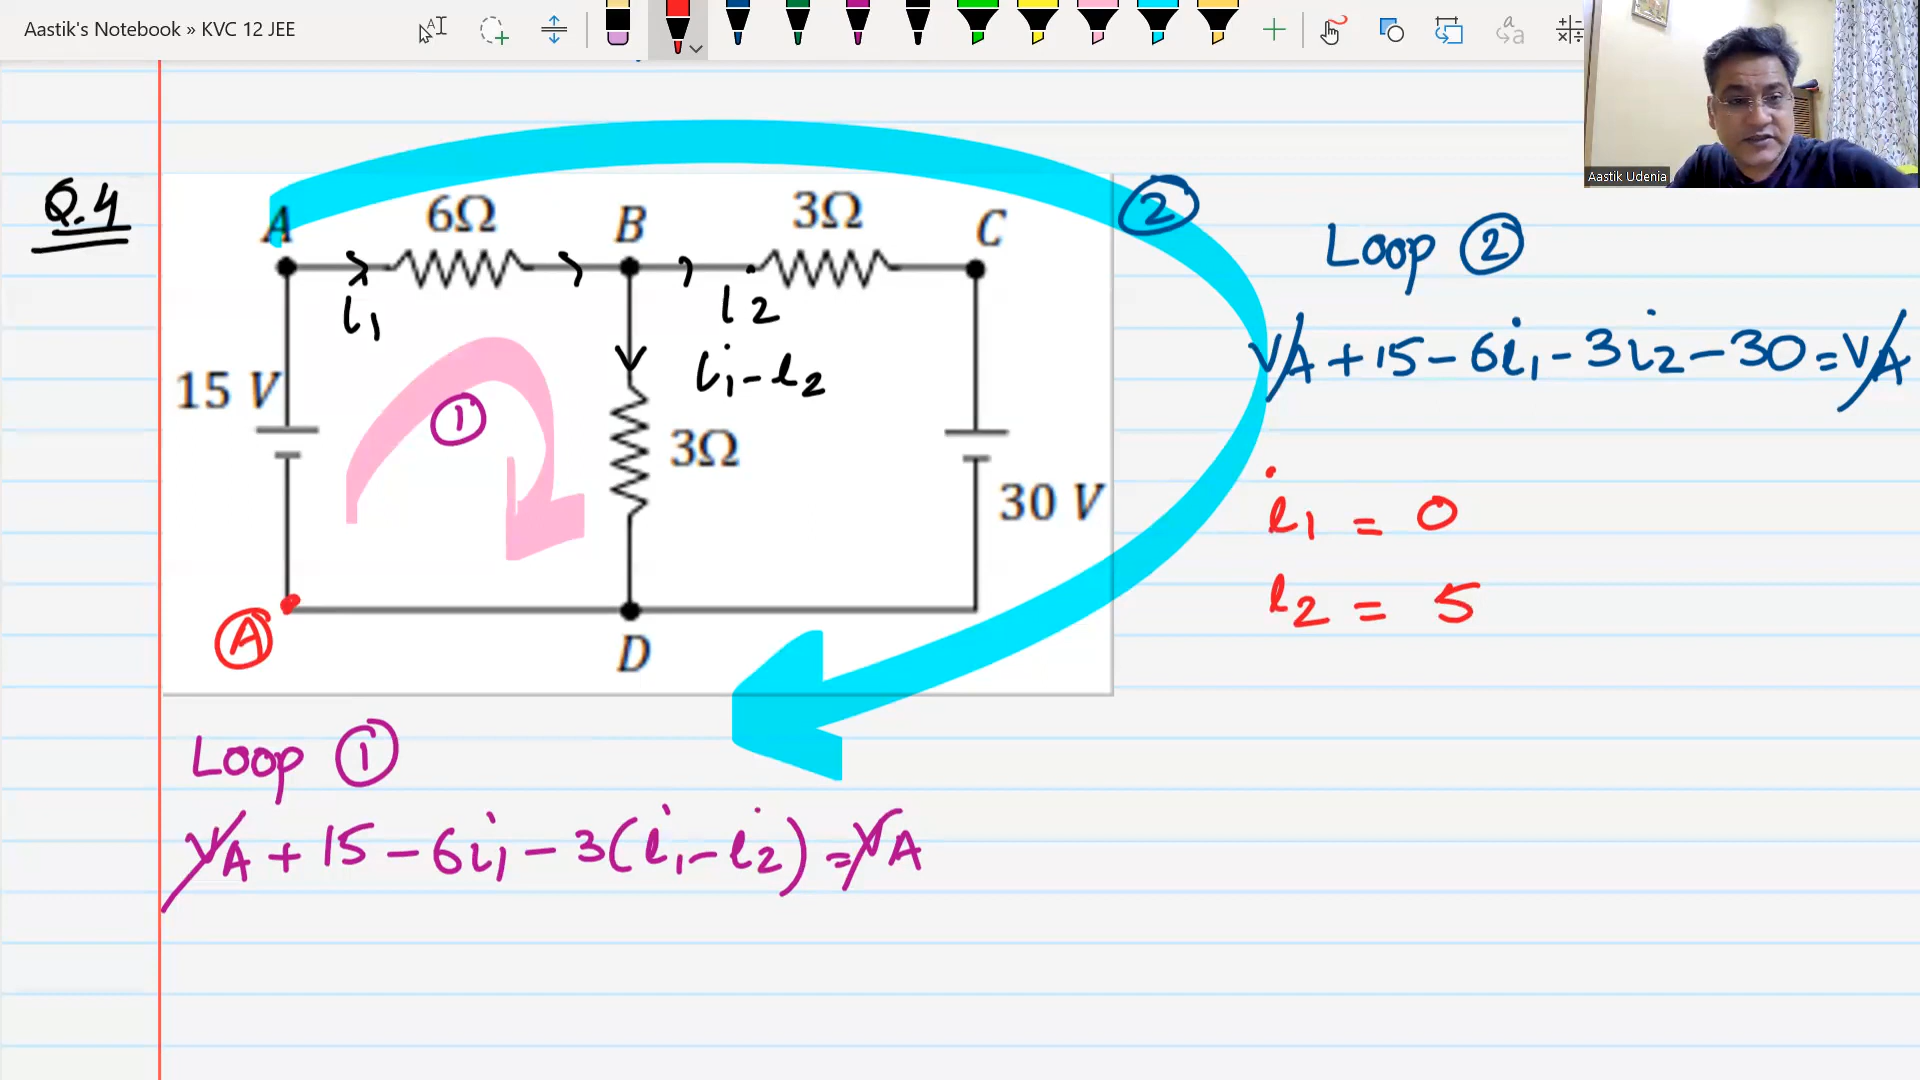 Aastik's Notebook » KVC 12 JEE
Aastik Udenia
Q.4
A 6Ω B 3Ω C
2
i1 i2
i1-i2
15 V
1
3Ω
30 V
A
D
Loop 2
VA + 15 - 6i1 - 3i2 - 30 = VA
i1 = 0
i2 = 5
Loop 1
VA + 15 - 6i1 - 3(i1 - i2) = VA